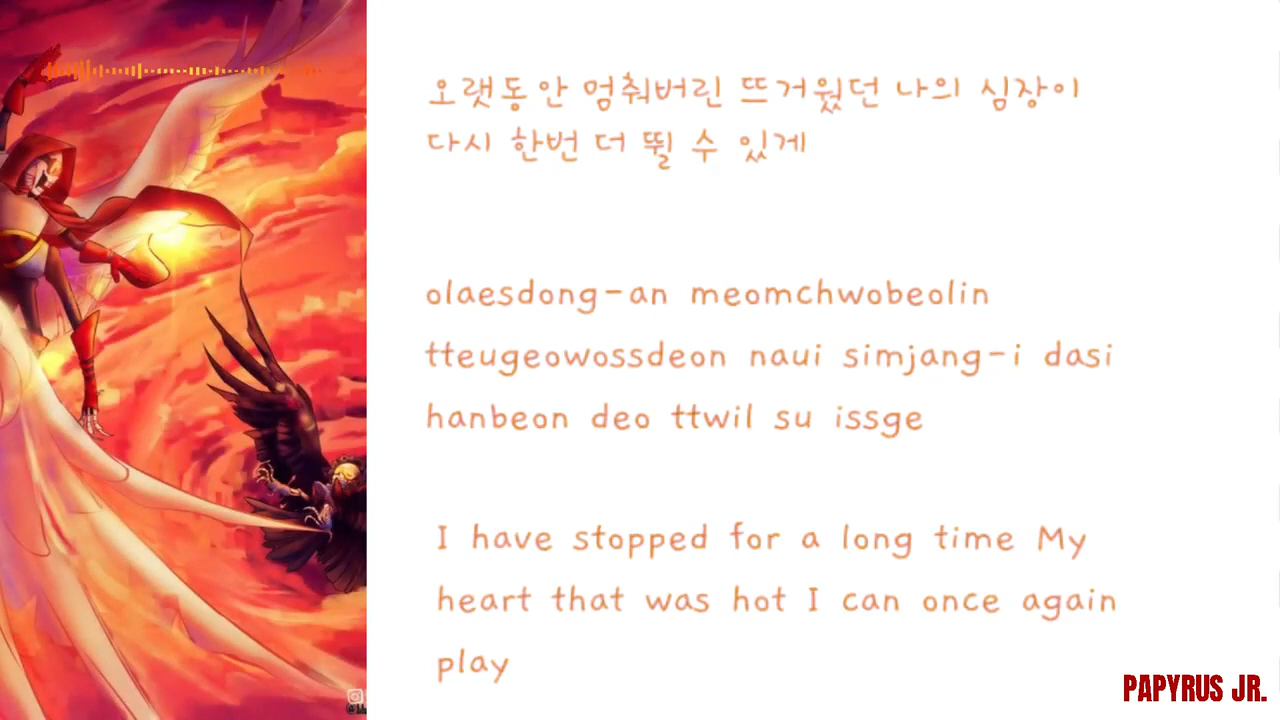 오랫동안 멈춰버린 뜨거웠던 나의 심장이
다시 한번 더 뛸 수 있게
olaesdong-an meomchwobeolin
tteugeowossdeon naui simjang-i dasi
hanbeon deo ttwil su issge
I have stopped for a long time My
heart that was hot I can once again
play
PAPYRUS JR.